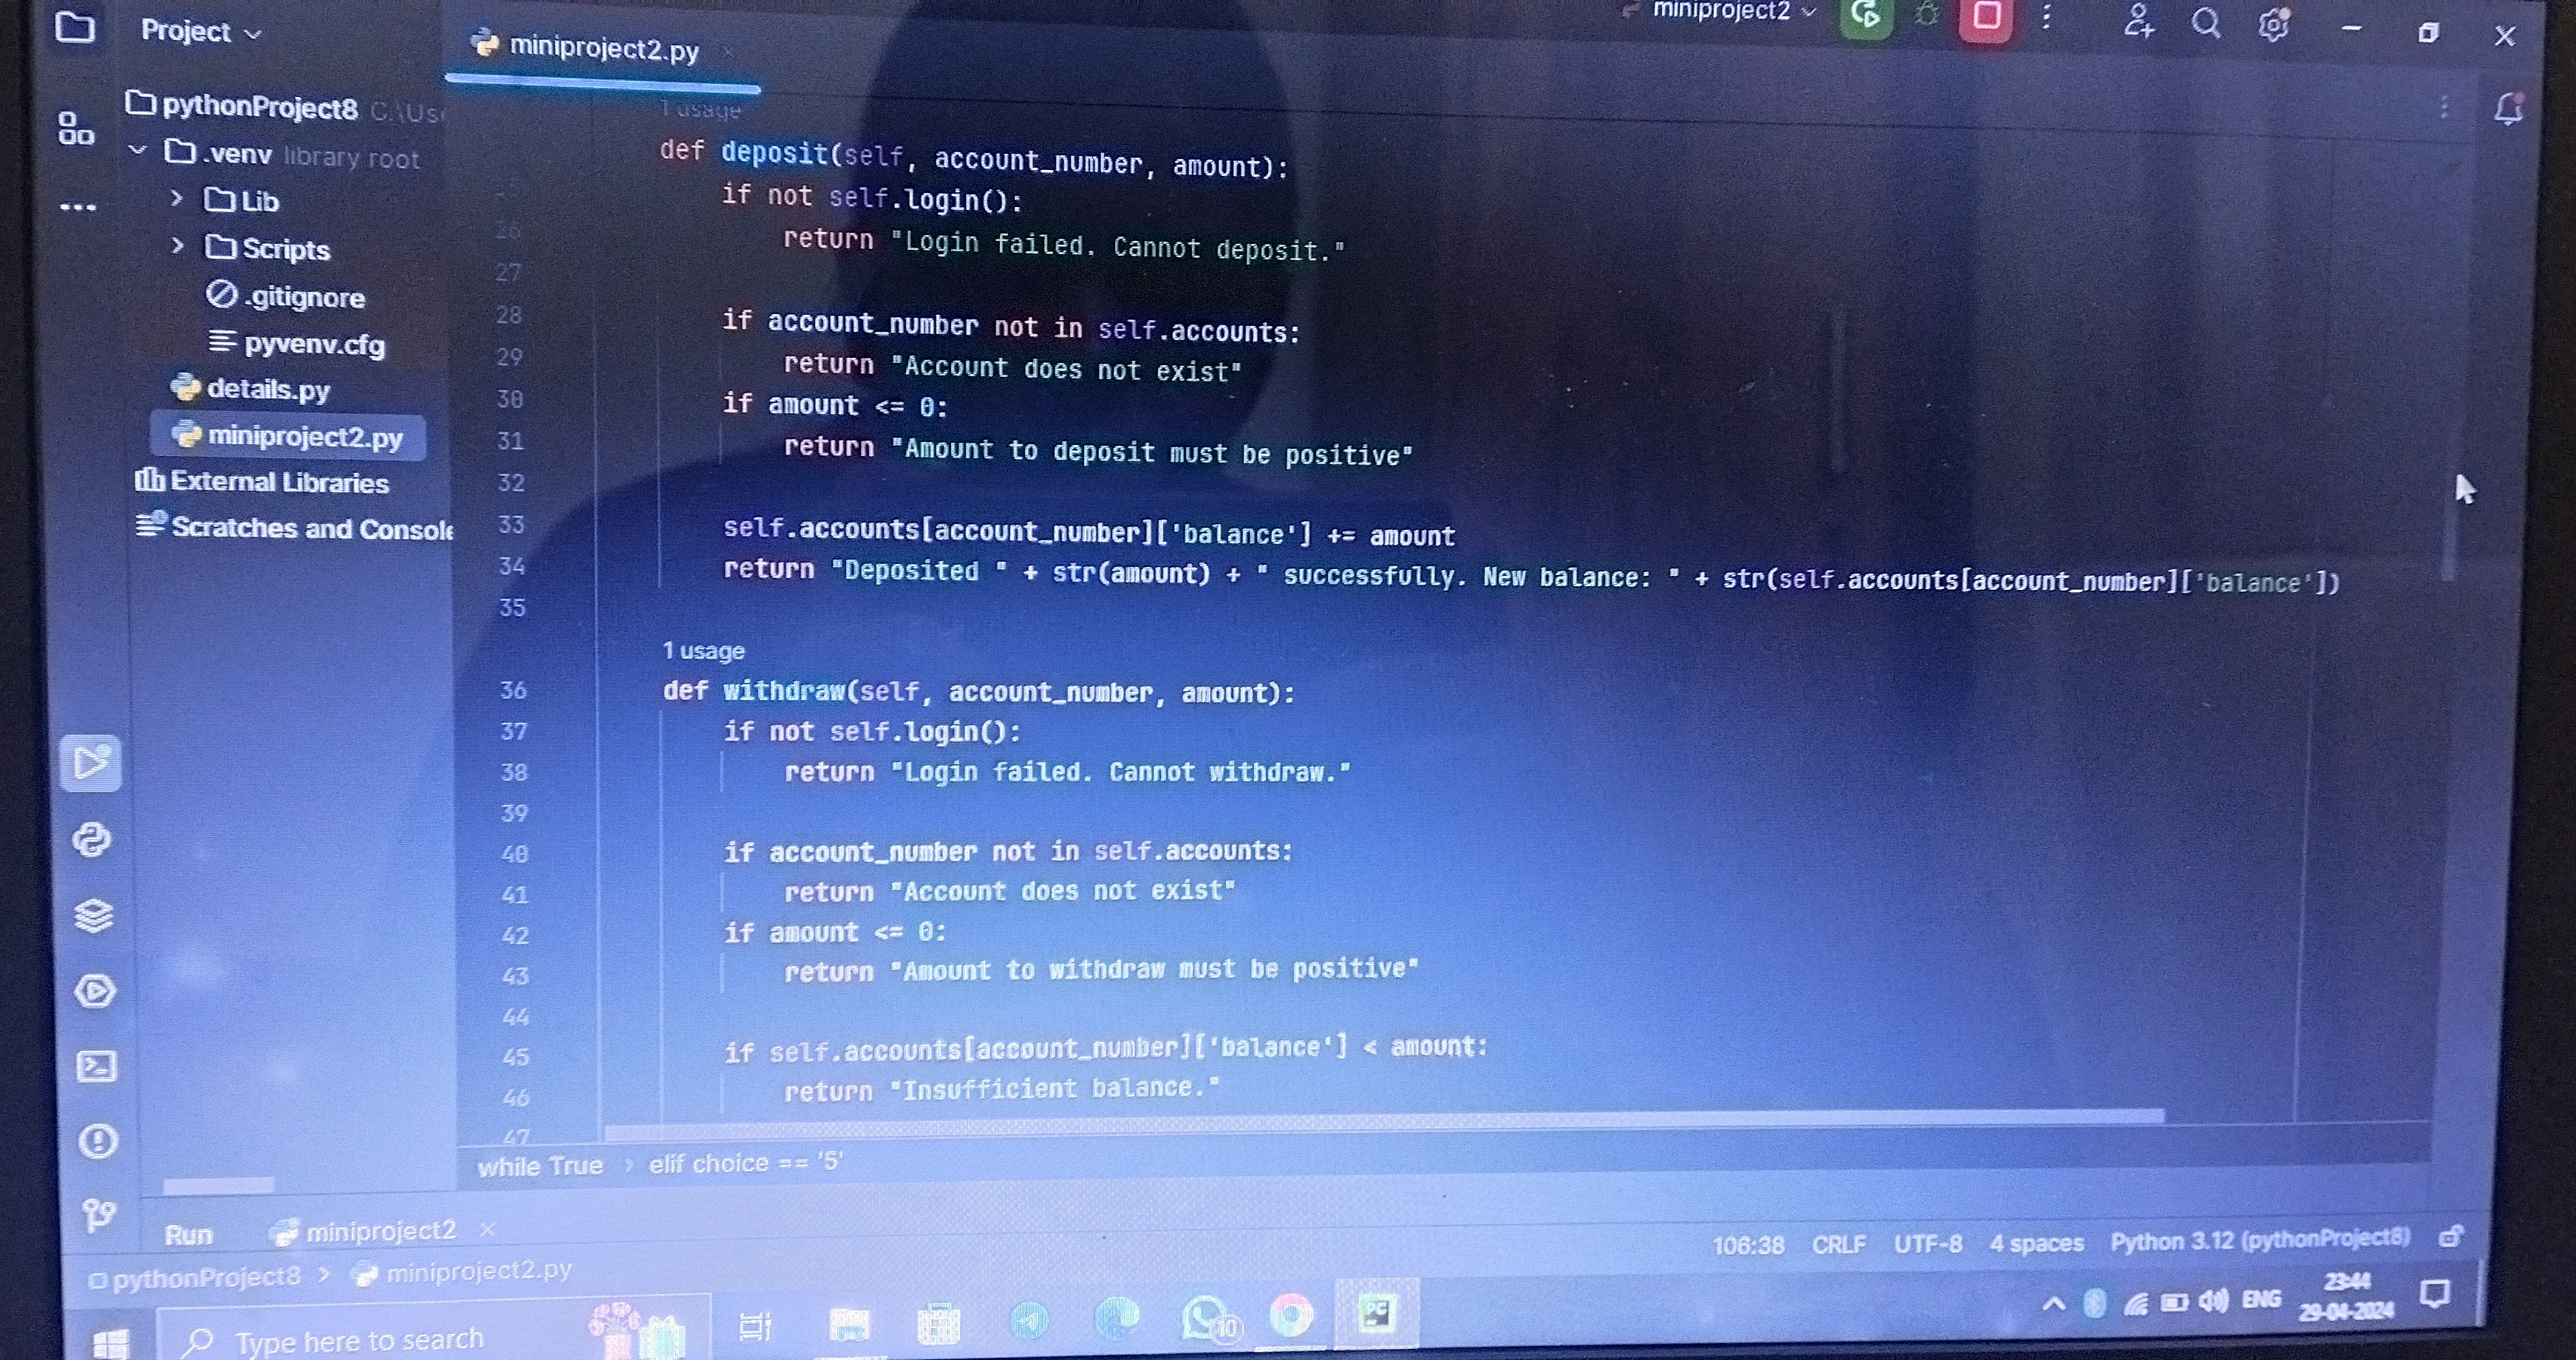 Project
miniproject2.py
miniproject2
pythonProject8 C:\Us
.venv library root
Lib
Scripts
.gitignore
pyvenv.cfg
details.py
miniproject2.py
External Libraries
Scratches and Console
1 usage
def deposit(self, account_number, amount):
if not self.login():
26 return "Login failed. Cannot deposit."
27
28 if account_number not in self.accounts:
29 return "Account does not exist"
30 if amount <= 0:
31 return "Amount to deposit must be positive"
32
33 self.accounts[account_number]['balance'] += amount
34 return "Deposited " + str(amount) + " successfully. New balance: " + str(self.accounts[account_number]['balance'])
35
1 usage
36 def withdraw(self, account_number, amount):
37 if not self.login():
38 return "Login failed. Cannot withdraw."
39
40 if account_number not in self.accounts:
41 return "Account does not exist"
42 if amount <= 0:
43 return "Amount to withdraw must be positive"
44
45 if self.accounts[account_number]['balance'] < amount:
46 return "Insufficient balance."
47
while True > elif choice == '5'
Run miniproject2
106:38 CRLF UTF-8 4 spaces Python 3.12 (pythonProject8)
pythonProject8 > miniproject2.py
Type here to search
10
PC
ENG
23:44
29-04-2024